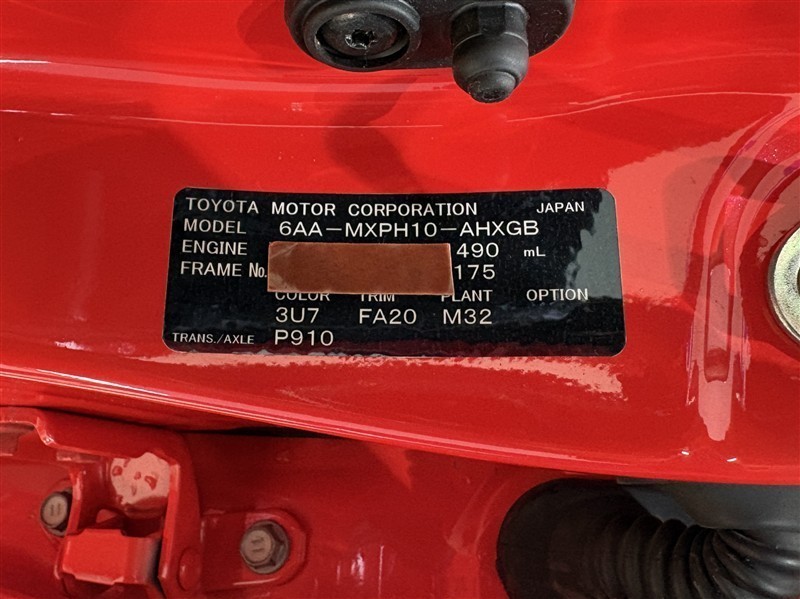 TOYOTA MOTOR CORPORATION JAPAN
MODEL 6AA-MXPH10-AHXGB
ENGINE 490 mL
FRAME No. 175
COLOR TRIM PLANT OPTION
3U7 FA20 M32
TRANS./AXLE P910